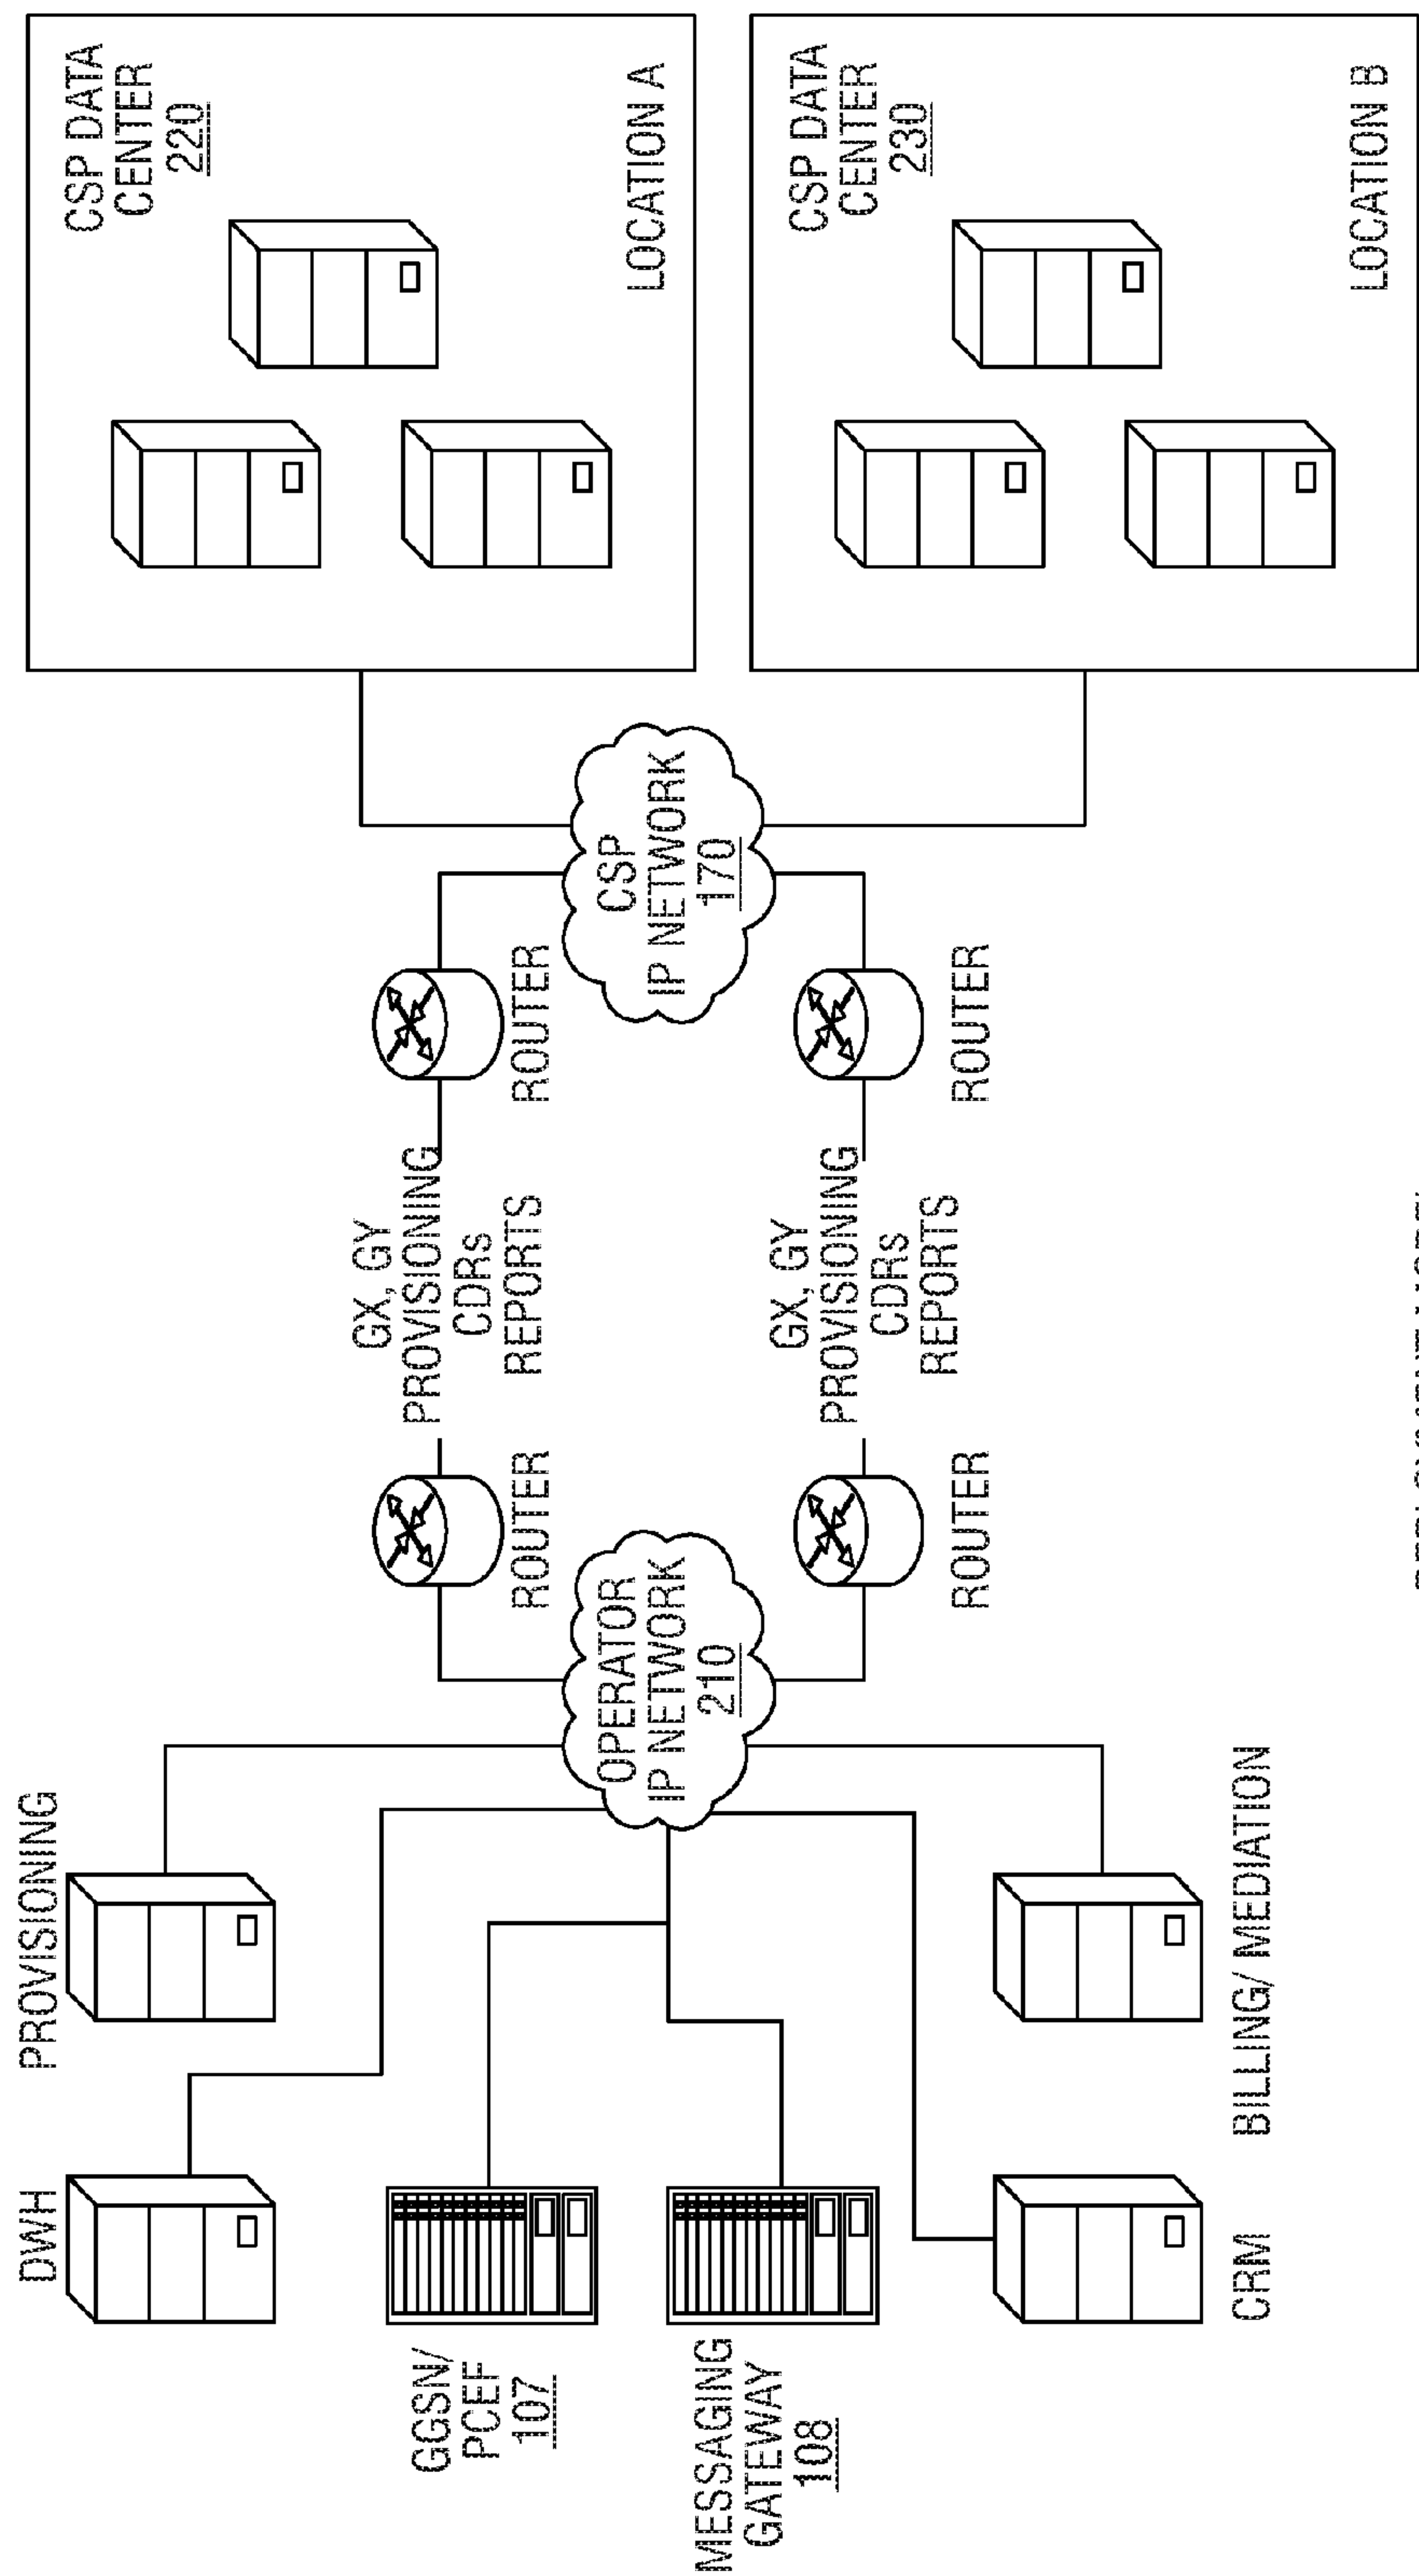 DWH
PROVISIONING
GGSN/
PCEF
107
MESSAGING
GATEWAY
108
CRM
BILLING/ MEDIATION
OPERATOR
IP NETWORK
210
ROUTER
ROUTER
GX, GY
PROVISIONING
CDRs
REPORTS
GX, GY
PROVISIONING
CDRs
REPORTS
ROUTER
ROUTER
CSP
IP NETWORK
170
CSP DATA
CENTER
220
LOCATION A
CSP DATA
CENTER
230
LOCATION B